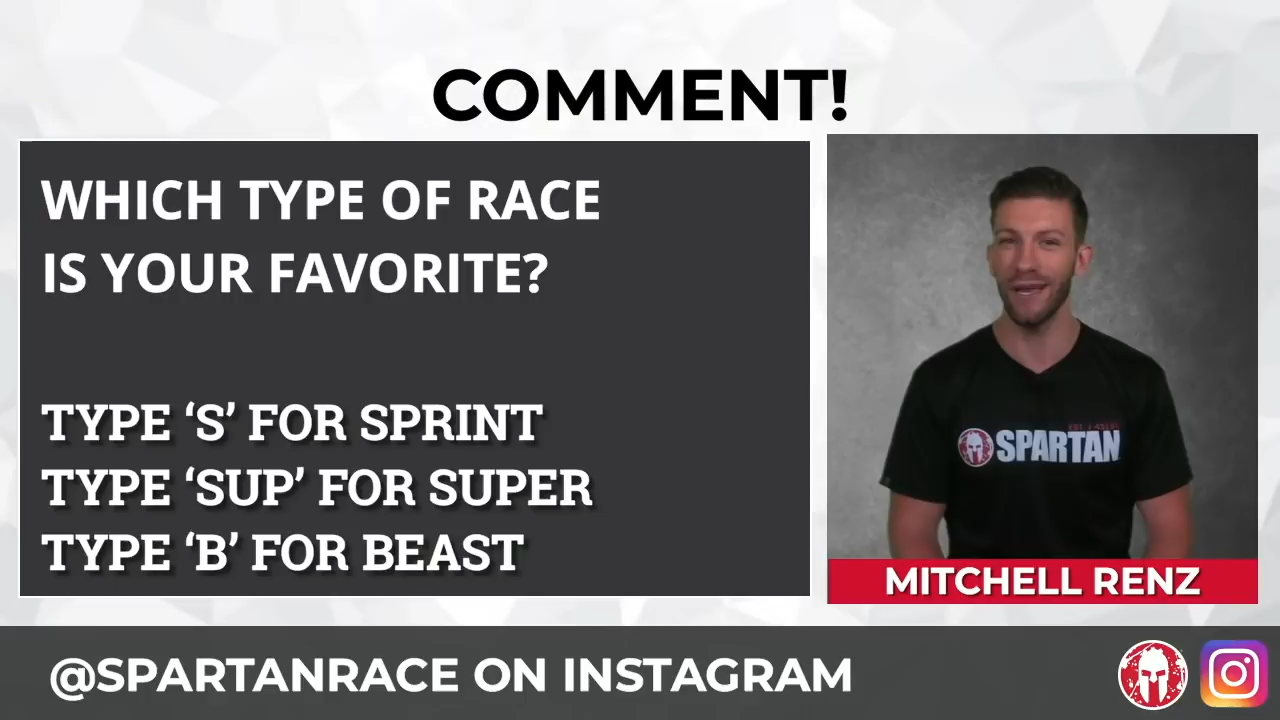 COMMENT!
WHICH TYPE OF RACE
IS YOUR FAVORITE?
TYPE ‘S’ FOR SPRINT
TYPE ‘SUP’ FOR SUPER
TYPE ‘B’ FOR BEAST
SPARTAN
MITCHELL RENZ
@SPARTANRACE ON INSTAGRAM